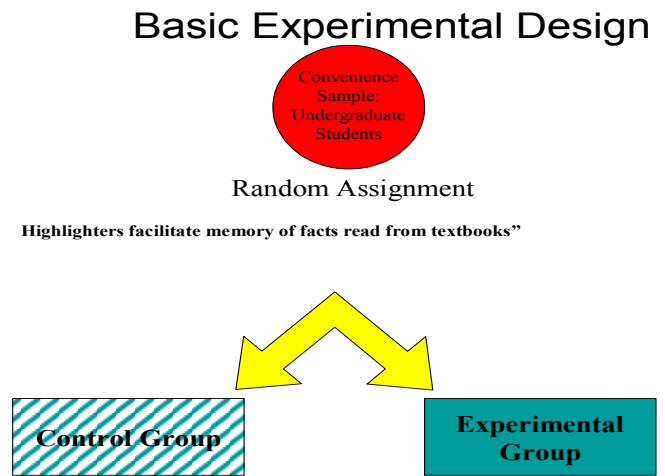 Basic Experimental Design
Convenience
Sample:
Undergraduate
Students
Random Assignment
Highlighters facilitate memory of facts read from textbooks”
Control Group
Experimental
Group